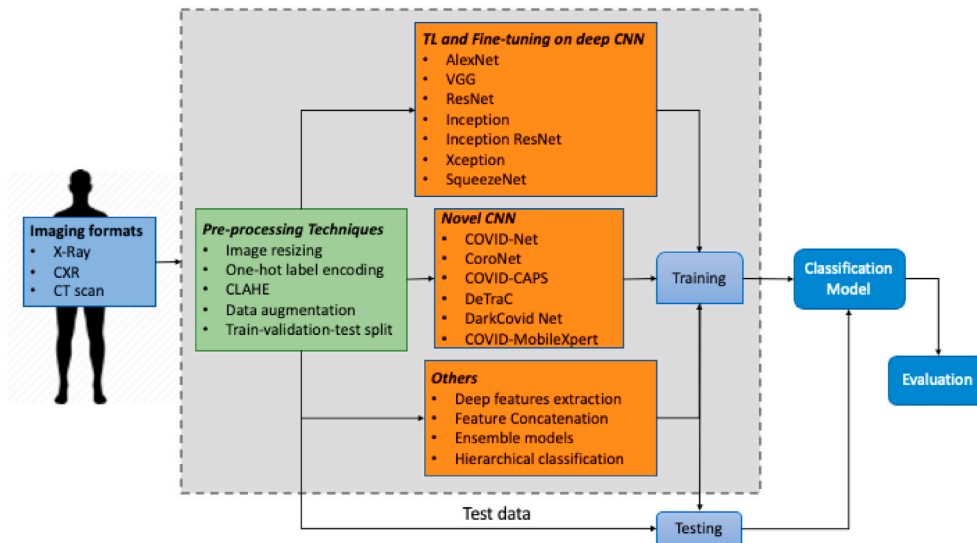 Imaging formats
• X-Ray
• CXR
• CT scan
Pre-processing Techniques
• Image resizing
• One-hot label encoding
• CLAHE
• Data augmentation
• Train-validation-test split
TL and Fine-tuning on deep CNN
• AlexNet
• VGG
• ResNet
• Inception
• Inception ResNet
• Xception
• SqueezeNet
Novel CNN
• COVID-Net
• CoroNet
• COVID-CAPS
• DeTraC
• DarkCovid Net
• COVID-MobileXpert
Others
• Deep features extraction
• Feature Concatenation
• Ensemble models
• Hierarchical classification
Training
Test data
Testing
Classification
Model
Evaluation